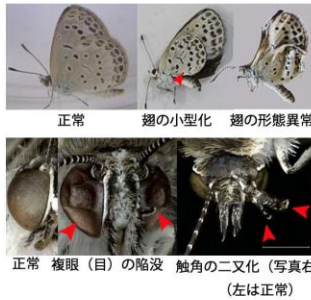 正常
翅の小型化
翅の形態異常
正常
複眼（目）の陥没
触角の二又化（写真右）
（左は正常）